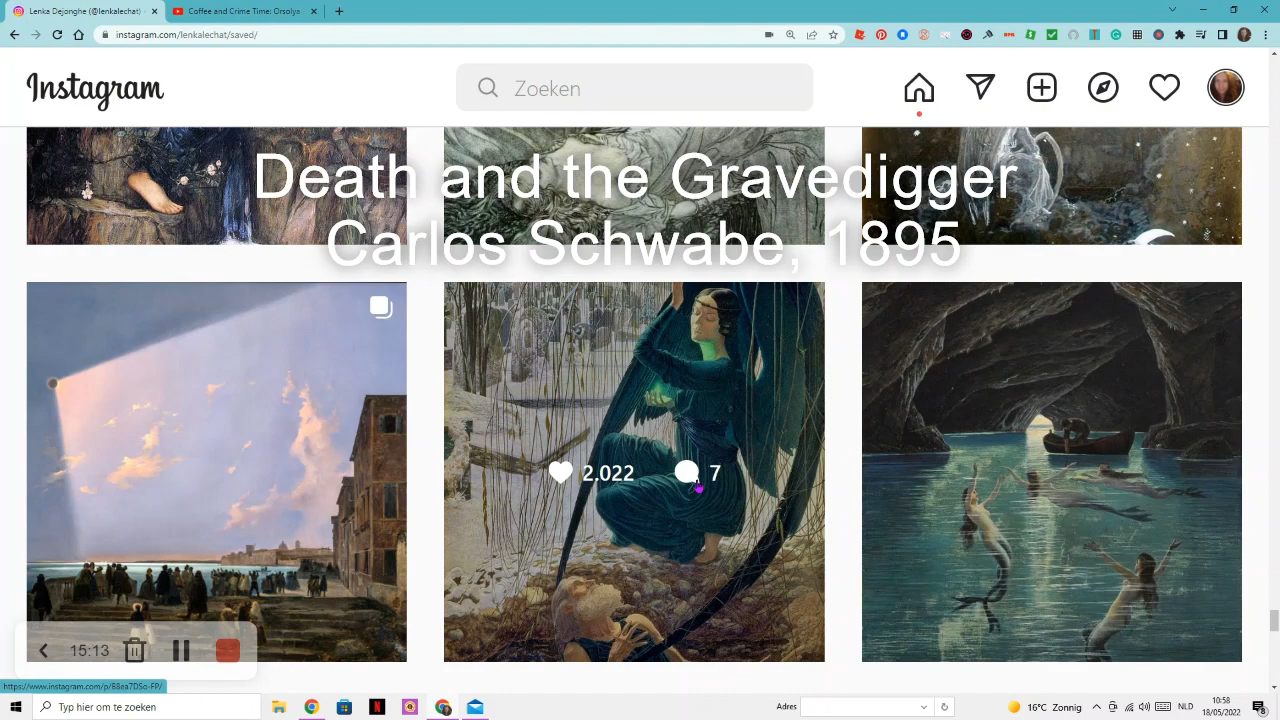 Lenka Dejonghe (@lenkalechat)
Coffee and Crime Time: Orsolya
instagram.com/lenkalechat/saved/
Instagram
Zoeken
Death and the Gravedigger
Carlos Schwabe, 1895
2.022
7
15:13
https://www.instagram.com/p/B8ea7DSo-FP/
Typ hier om te zoeken
Adres
16°C Zonnig
NLD
10:58
18/05/2022